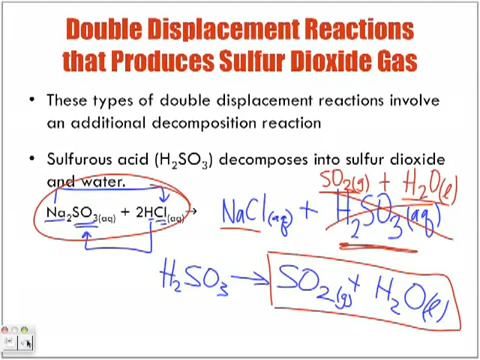 Double Displacement Reactions
that Produces Sulfur Dioxide Gas
• These types of double displacement reactions involve
an additional decomposition reaction
• Sulfurous acid (H₂SO₃) decomposes into sulfur dioxide
and water.
SO₂(g) + H₂O(l)
Na₂SO₃(aq) + 2HCl(aq) → NaCl(aq) + H₂SO₃(aq)
H₂SO₃ → SO₂(g) + H₂O(l)